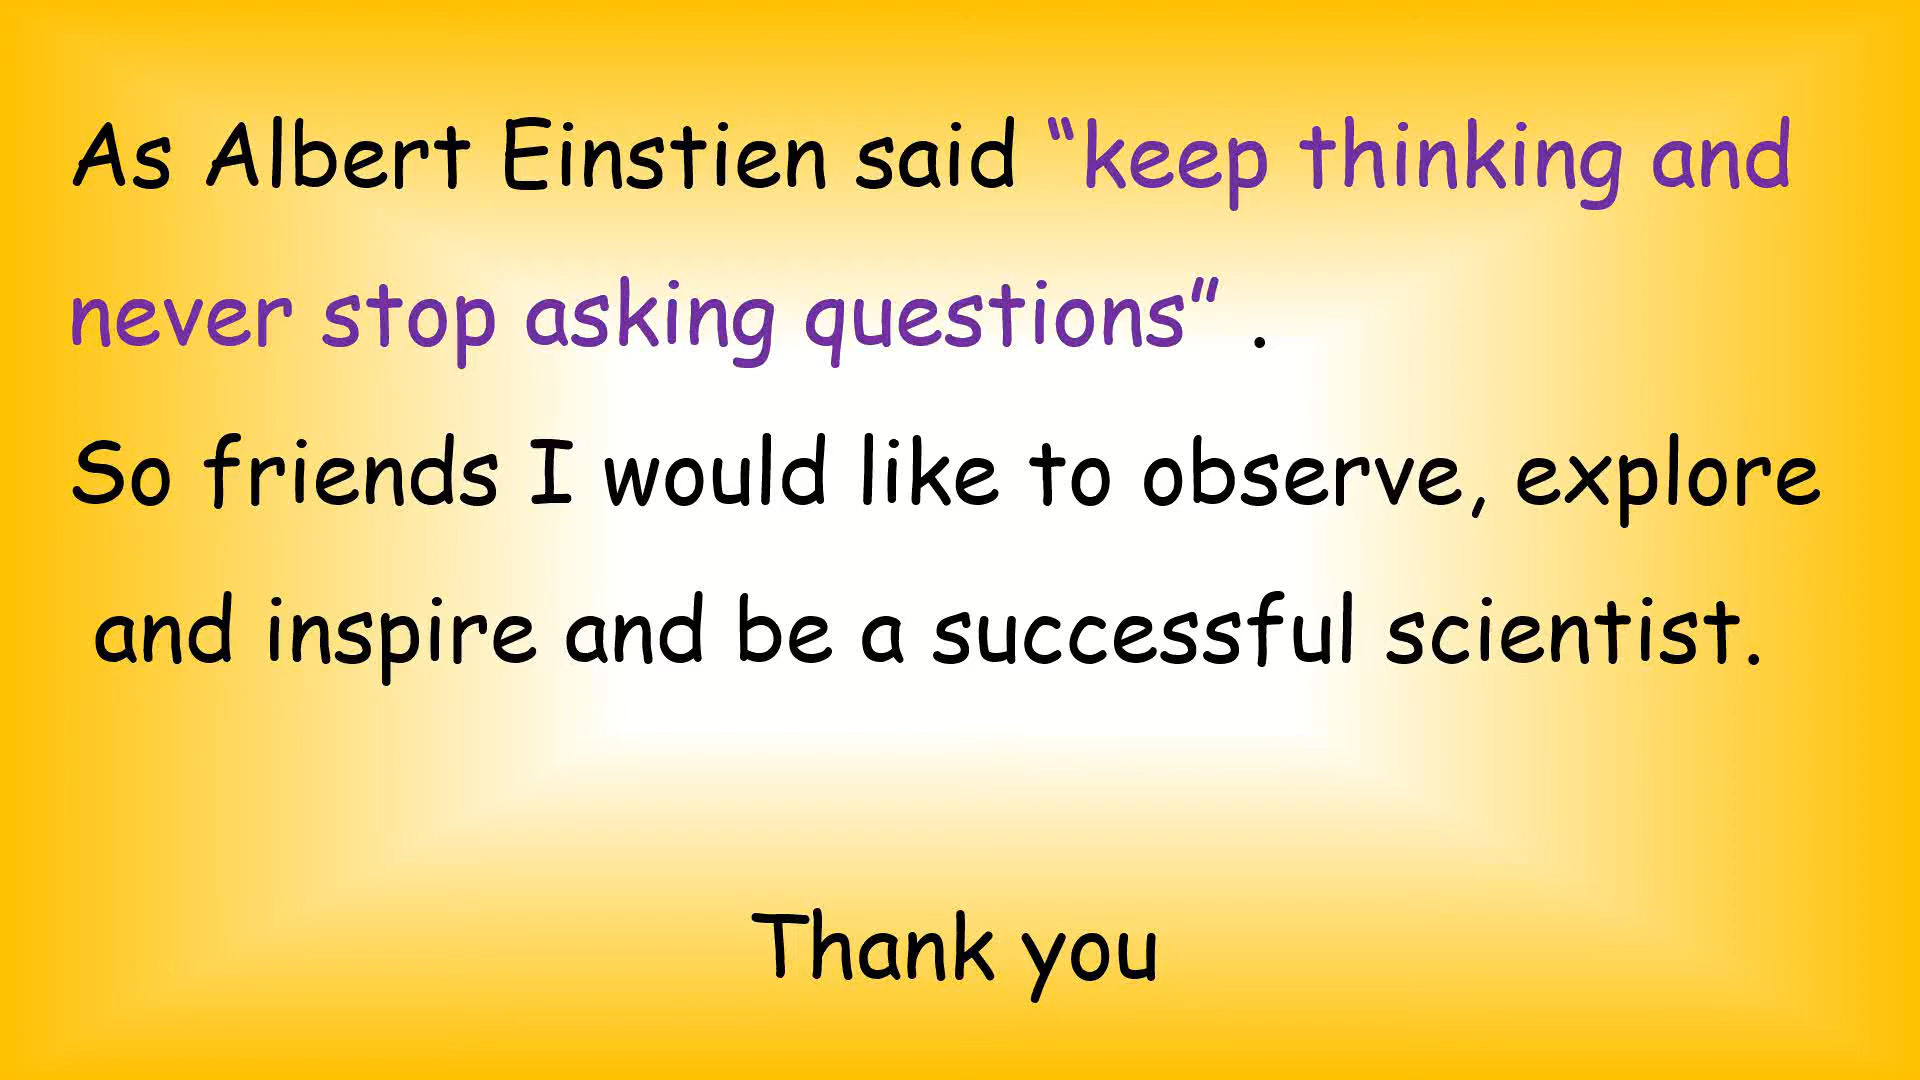 As Albert Einstien said “keep thinking and
never stop asking questions” .
So friends I would like to observe, explore
and inspire and be a successful scientist.
Thank you